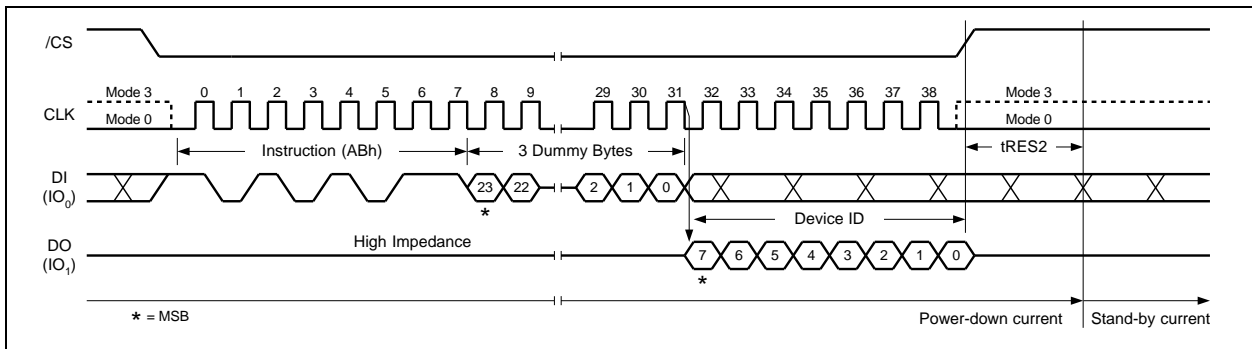 /CS
Mode 3 0 1 2 3 4 5 6 7 8 9 29 30 31 32 33 34 35 36 37 38 Mode 3
CLK
Mode 0 Mode 0
Instruction (ABh) 3 Dummy Bytes tRES2
DI
(IO0)
23 22 2 1 0
*
Device ID
High Impedance
DO
(IO1)
7 6 5 4 3 2 1 0
*
* = MSB
Power-down current Stand-by current